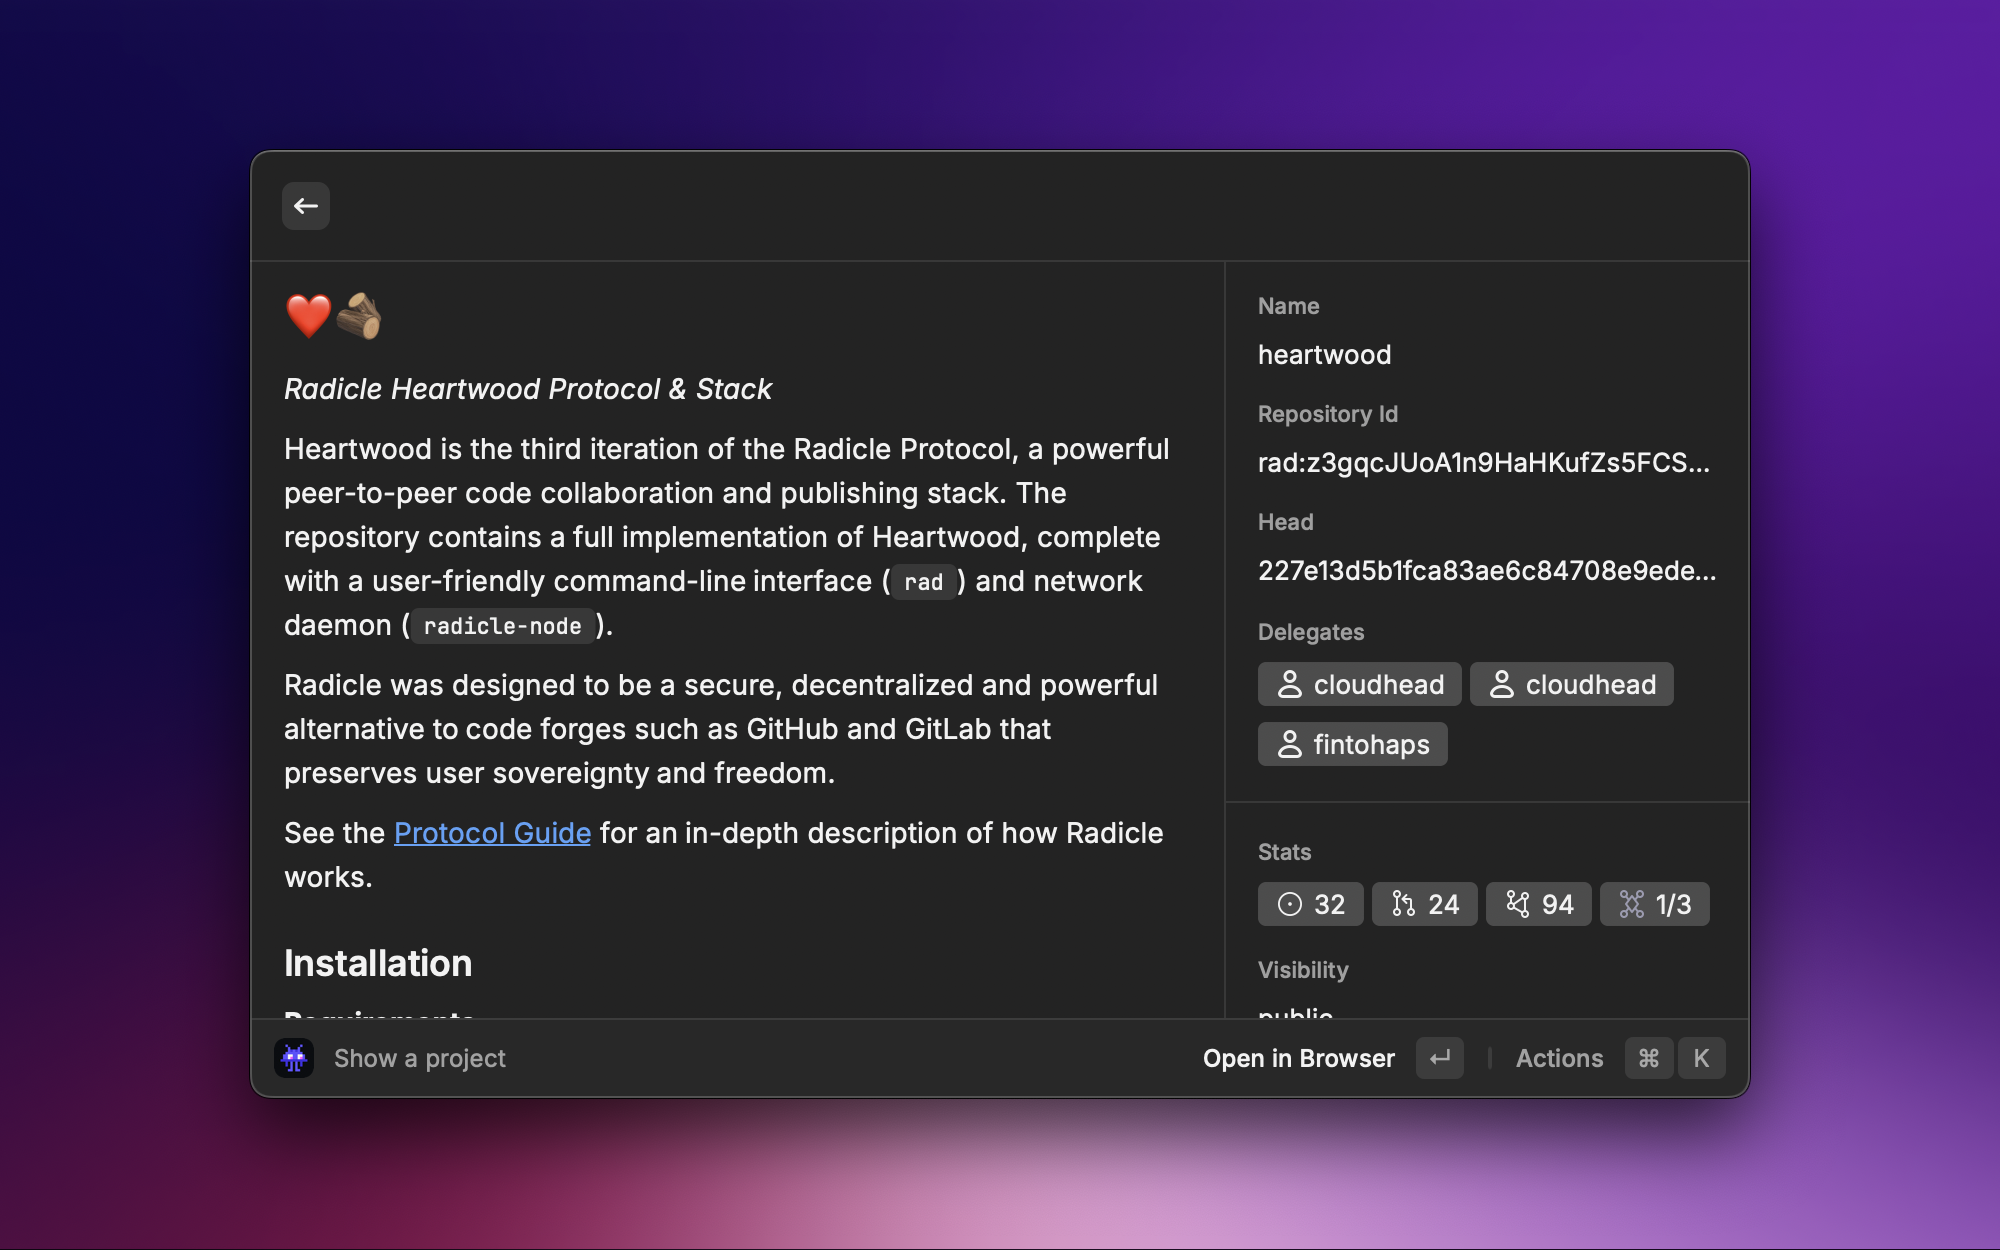 Radicle Heartwood Protocol & Stack
Heartwood is the third iteration of the Radicle Protocol, a powerful
peer-to-peer code collaboration and publishing stack. The
repository contains a full implementation of Heartwood, complete
with a user-friendly command-line interface ( rad ) and network
daemon ( radicle-node ).
Radicle was designed to be a secure, decentralized and powerful
alternative to code forges such as GitHub and GitLab that
preserves user sovereignty and freedom.
See the Protocol Guide for an in-depth description of how Radicle
works.
Installation
Requirements
Name
heartwood
Repository Id
rad:z3gqcJUoA1n9HaHKufZs5FCS...
Head
227e13d5b1fca83ae6c84708e9ede...
Delegates
cloudhead cloudhead
fintohaps
Stats
32 24 94 1/3
Visibility
public
Show a project
Open in Browser ↵ Actions ⌘ K